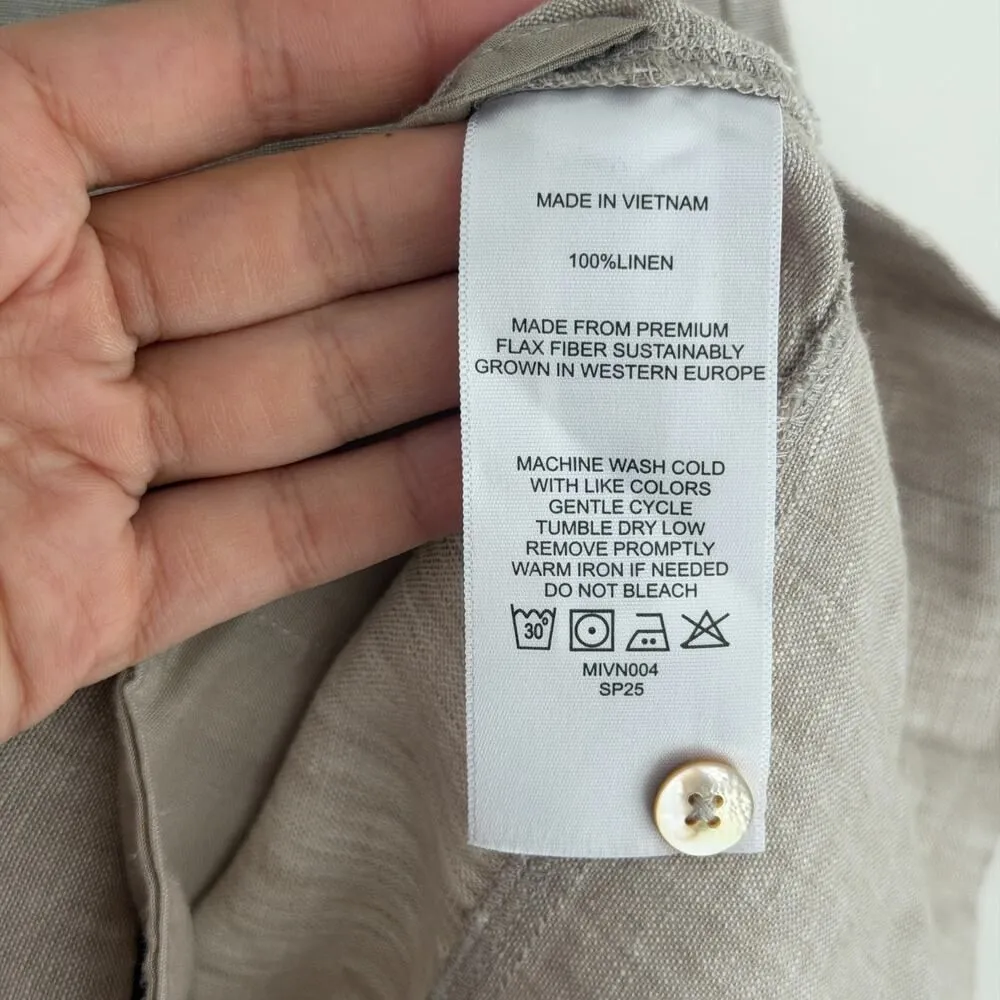 MADE IN VIETNAM
100%LINEN
MADE FROM PREMIUM
FLAX FIBER SUSTAINABLY
GROWN IN WESTERN EUROPE
MACHINE WASH COLD
WITH LIKE COLORS
GENTLE CYCLE
TUMBLE DRY LOW
REMOVE PROMPTLY
WARM IRON IF NEEDED
DO NOT BLEACH
30°
MIVN004
SP25